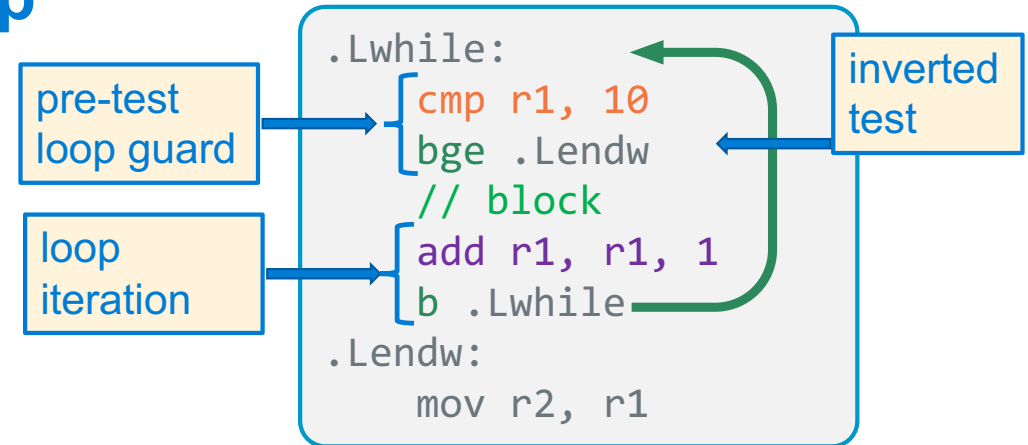 p
.Lwhile:
cmp r1, 10
bge .Lendw
// block
add r1, r1, 1
b .Lwhile
.Lendw:
mov r2, r1
pre-test
loop guard
loop
iteration
inverted
test